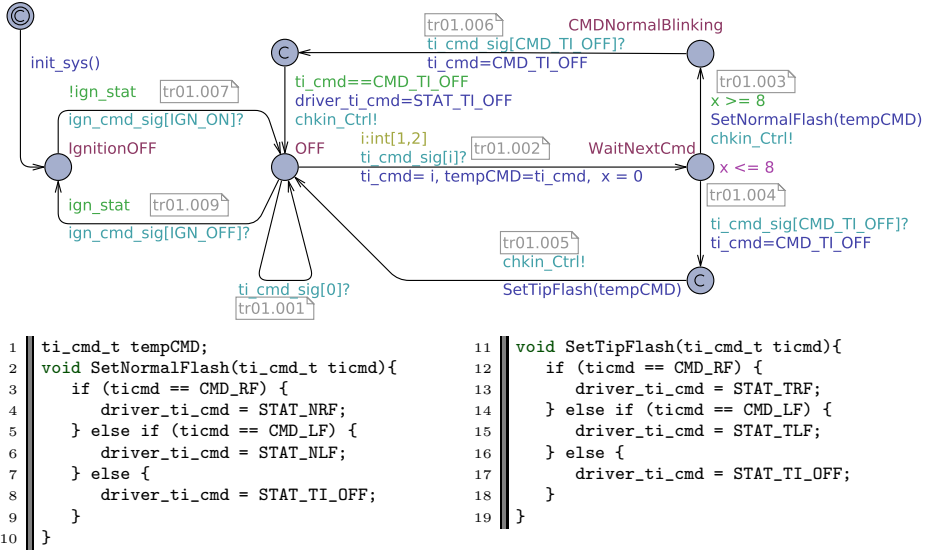 C
tr01.006
CMDNormalBlinking
ti_cmd_sig[CMD_TI_OFF]?
ti_cmd=CMD_TI_OFF
C
init_sys()
!ign_stat
tr01.007
ign_cmd_sig[IGN_ON]?
ti_cmd==CMD_TI_OFF
driver_ti_cmd=STAT_TI_OFF
chkin_Ctrl!
tr01.003
x >= 8
SetNormalFlash(tempCMD)
chkin_Ctrl!
IgnitionOFF
OFF
i:int[1,2]
ti_cmd_sig[i]?
tr01.002
ti_cmd= i, tempCMD=ti_cmd, x = 0
WaitNextCmd
x <= 8
tr01.004
ign_stat
tr01.009
ign_cmd_sig[IGN_OFF]?
ti_cmd_sig[CMD_TI_OFF]?
ti_cmd=CMD_TI_OFF
tr01.005
chkin_Ctrl!
SetTipFlash(tempCMD)
C
ti_cmd_sig[0]?
tr01.001
1 ti_cmd_t tempCMD;
2 void SetNormalFlash(ti_cmd_t ticmd){
3 if (ticmd == CMD_RF) {
4 driver_ti_cmd = STAT_NRF;
5 } else if (ticmd == CMD_LF) {
6 driver_ti_cmd = STAT_NLF;
7 } else {
8 driver_ti_cmd = STAT_TI_OFF;
9 }
10 }
11 void SetTipFlash(ti_cmd_t ticmd){
12 if (ticmd == CMD_RF) {
13 driver_ti_cmd = STAT_TRF;
14 } else if (ticmd == CMD_LF) {
15 driver_ti_cmd = STAT_TLF;
16 } else {
17 driver_ti_cmd = STAT_TI_OFF;
18 }
19 }